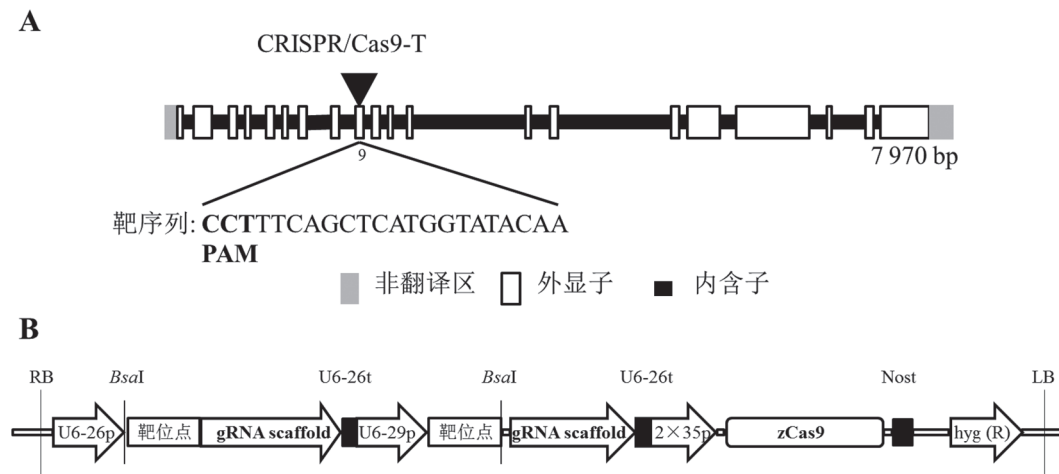 A
CRISPR/Cas9-T
9
7 970 bp
靶序列: CCTTTCAGCTCATGGTATACAA
PAM
非翻译区 外显子 内含子
B
RB BsaI U6-26t BsaI U6-26t Nost LB
U6-26p 靶位点 gRNA scaffold U6-29p 靶位点 gRNA scaffold 2×35p zCas9 hyg (R)